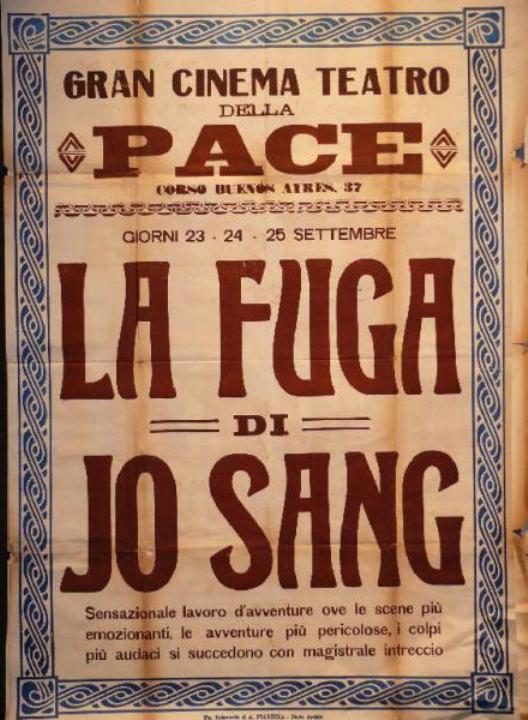 GRAN CINEMA TEATRO
DELLA
PACE
CORSO BUENOS AYRES, 37
GIORNI 23 - 24 - 25 SETTEMBRE
LA FUGA
DI
JO SANG
Sensazionale lavoro d'avventure ove le scene più
emozionanti, le avventure più pericolose, i colpi
più audaci si succedono con magistrale intreccio